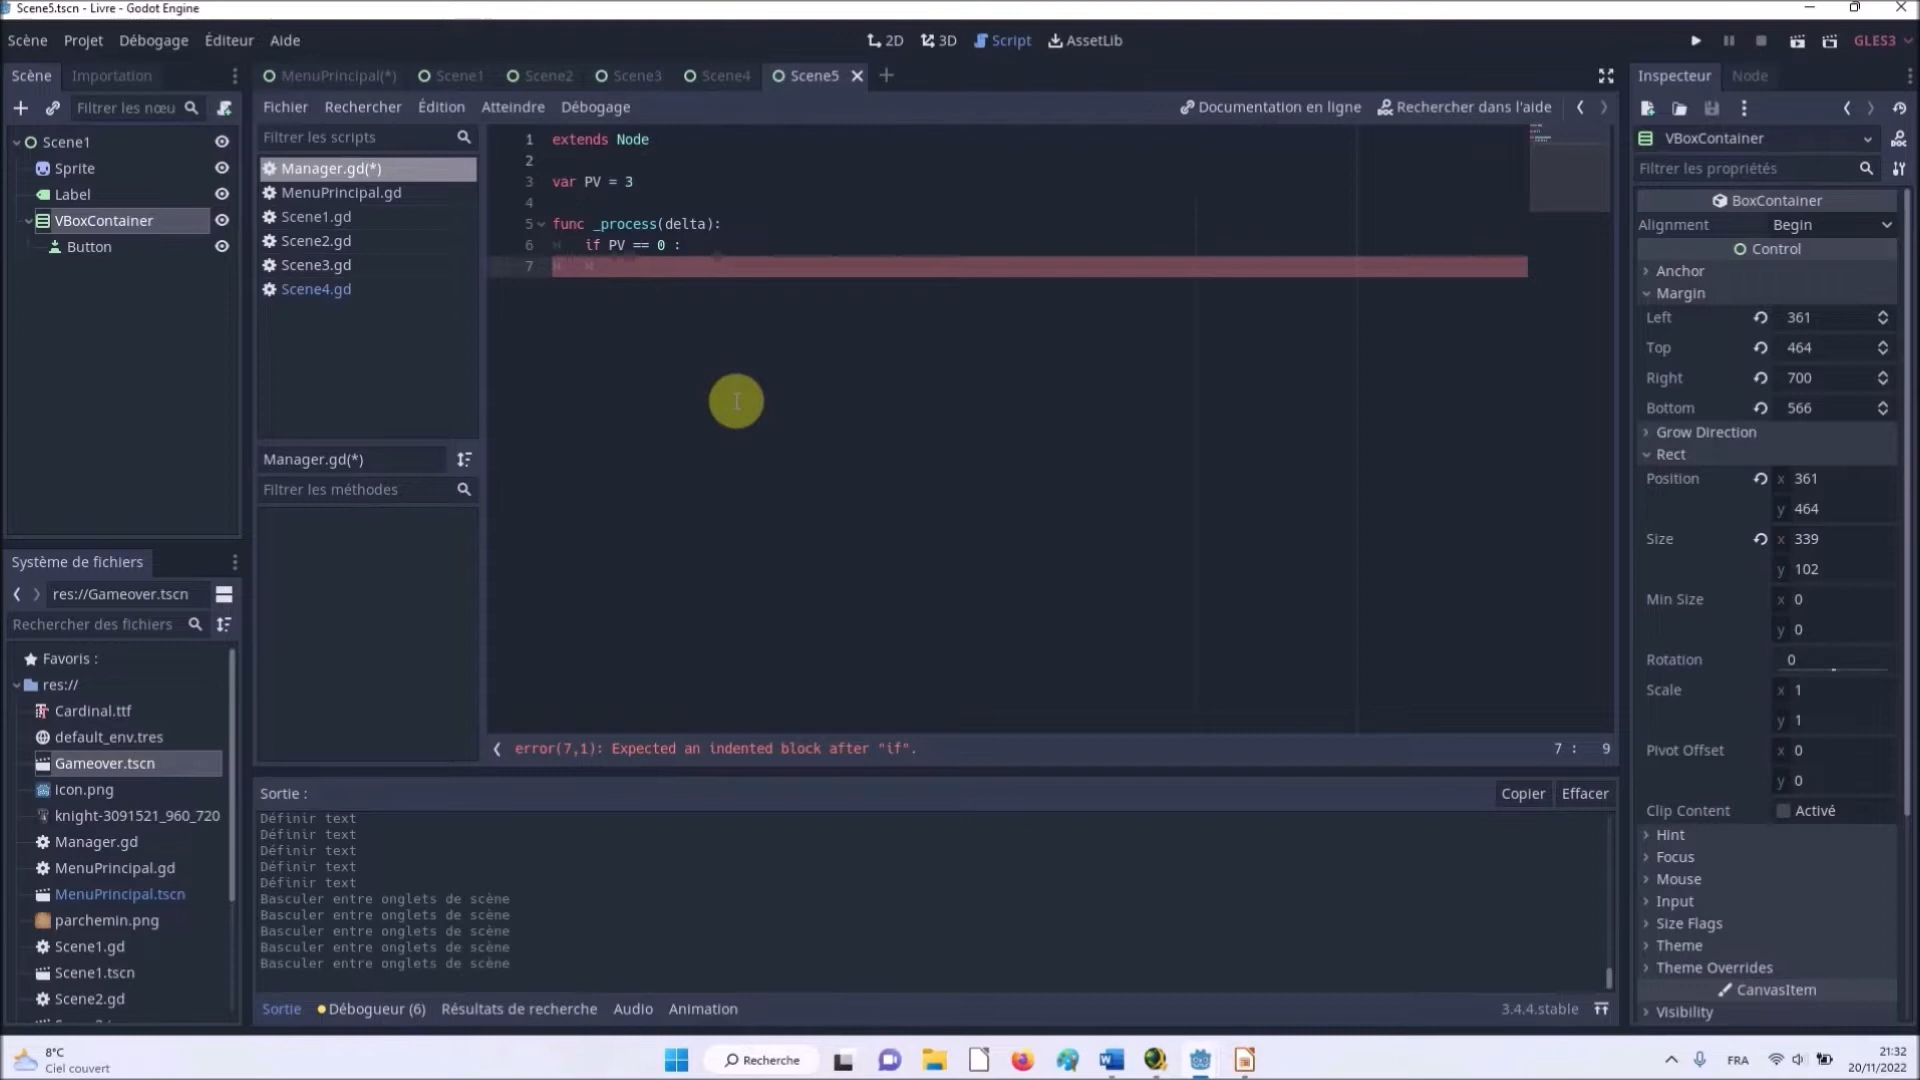 Scene5.tscn - Livre - Godot Engine
Scène Projet Débogage Éditeur Aide
2D 3D Script AssetLib
GLES3
Scène Importation
MenuPrincipal(*) Scene1 Scene2 Scene3 Scene4 Scene5
Inspecteur Node
Filtrer les nœu
Fichier Rechercher Édition Atteindre Débogage
Documentation en ligne Rechercher dans l'aide
Scene1
Sprite
Label
VBoxContainer
Button
Filtrer les scripts
Manager.gd(*)
MenuPrincipal.gd
Scene1.gd
Scene2.gd
Scene3.gd
Scene4.gd
Manager.gd(*)
Filtrer les méthodes
1 extends Node
2
3 var PV = 3
4
5 func _process(delta):
6 if PV == 0 :
7
error(7,1): Expected an indented block after "if".
7 : 9
VBoxContainer
Filtrer les propriétés
BoxContainer
Alignment Begin
Control
Anchor
Margin
Left 361
Top 464
Right 700
Bottom 566
Grow Direction
Rect
Position x 361
y 464
Size x 339
y 102
Min Size x 0
y 0
Rotation 0
Scale x 1
y 1
Pivot Offset x 0
y 0
Clip Content Activé
Hint
Focus
Mouse
Input
Size Flags
Theme
Theme Overrides
CanvasItem
Visibility
Système de fichiers
res://Gameover.tscn
Rechercher des fichiers
Favoris :
res://
Cardinal.ttf
default_env.tres
Gameover.tscn
icon.png
knight-3091521_960_720
Manager.gd
MenuPrincipal.gd
MenuPrincipal.tscn
parchemin.png
Scene1.gd
Scene1.tscn
Scene2.gd
Sortie :
Copier Effacer
Définir text
Définir text
Définir text
Définir text
Définir text
Basculer entre onglets de scène
Basculer entre onglets de scène
Basculer entre onglets de scène
Basculer entre onglets de scène
Basculer entre onglets de scène
Sortie Débogueur (6) Résultats de recherche Audio Animation
3.4.4.stable
8°C
Ciel couvert
Recherche
FRA
21:32
20/11/2022